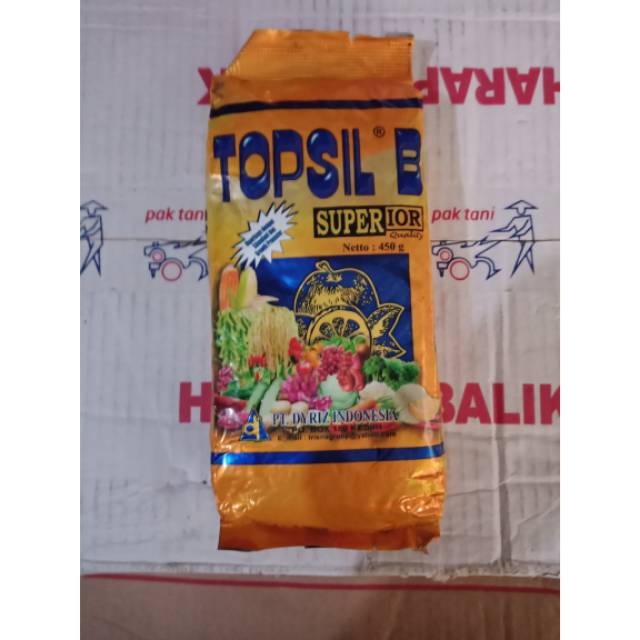 HARAP
pak tani
pak tani
TOPSIL® B
SUPERIOR
Quality
Netto : 450 g
PT. DYRIZ INDONESIA
H
BALIK